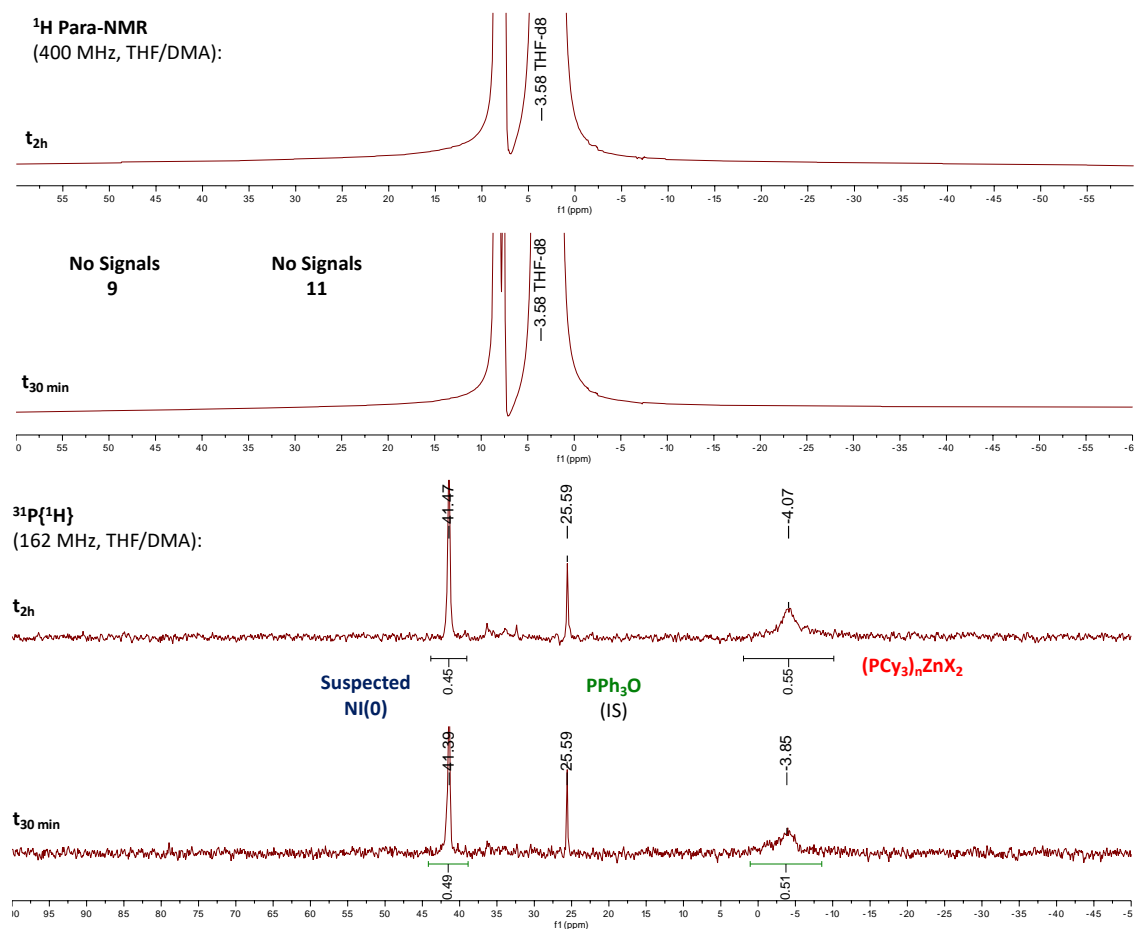 ¹H Para-NMR
(400 MHz, THF/DMA):
—3.58 THF-d8
t2h
55 50 45 40 35 30 25 20 15 10 5 0 -5 -10 -15 -20 -25 -30 -35 -40 -45 -50 -55
f1 (ppm)
No Signals No Signals
9 11
—3.58 THF-d8
t30 min
0 55 50 45 40 35 30 25 20 15 10 5 0 -5 -10 -15 -20 -25 -30 -35 -40 -45 -50 -55 -6
f1 (ppm)
³¹P{¹H}
(162 MHz, THF/DMA):
—41.47 —25.59 —-4.07
t2h
0.45 0.55
Suspected PPh3O (PCy3)nZnX2
NI(0) (IS)
—41.39 —25.59 —-3.85
t30 min
0.49 0.51
00 95 90 85 80 75 70 65 60 55 50 45 40 35 30 25 20 15 10 5 0 -5 -10 -15 -20 -25 -30 -35 -40 -45 -5
f1 (ppm)